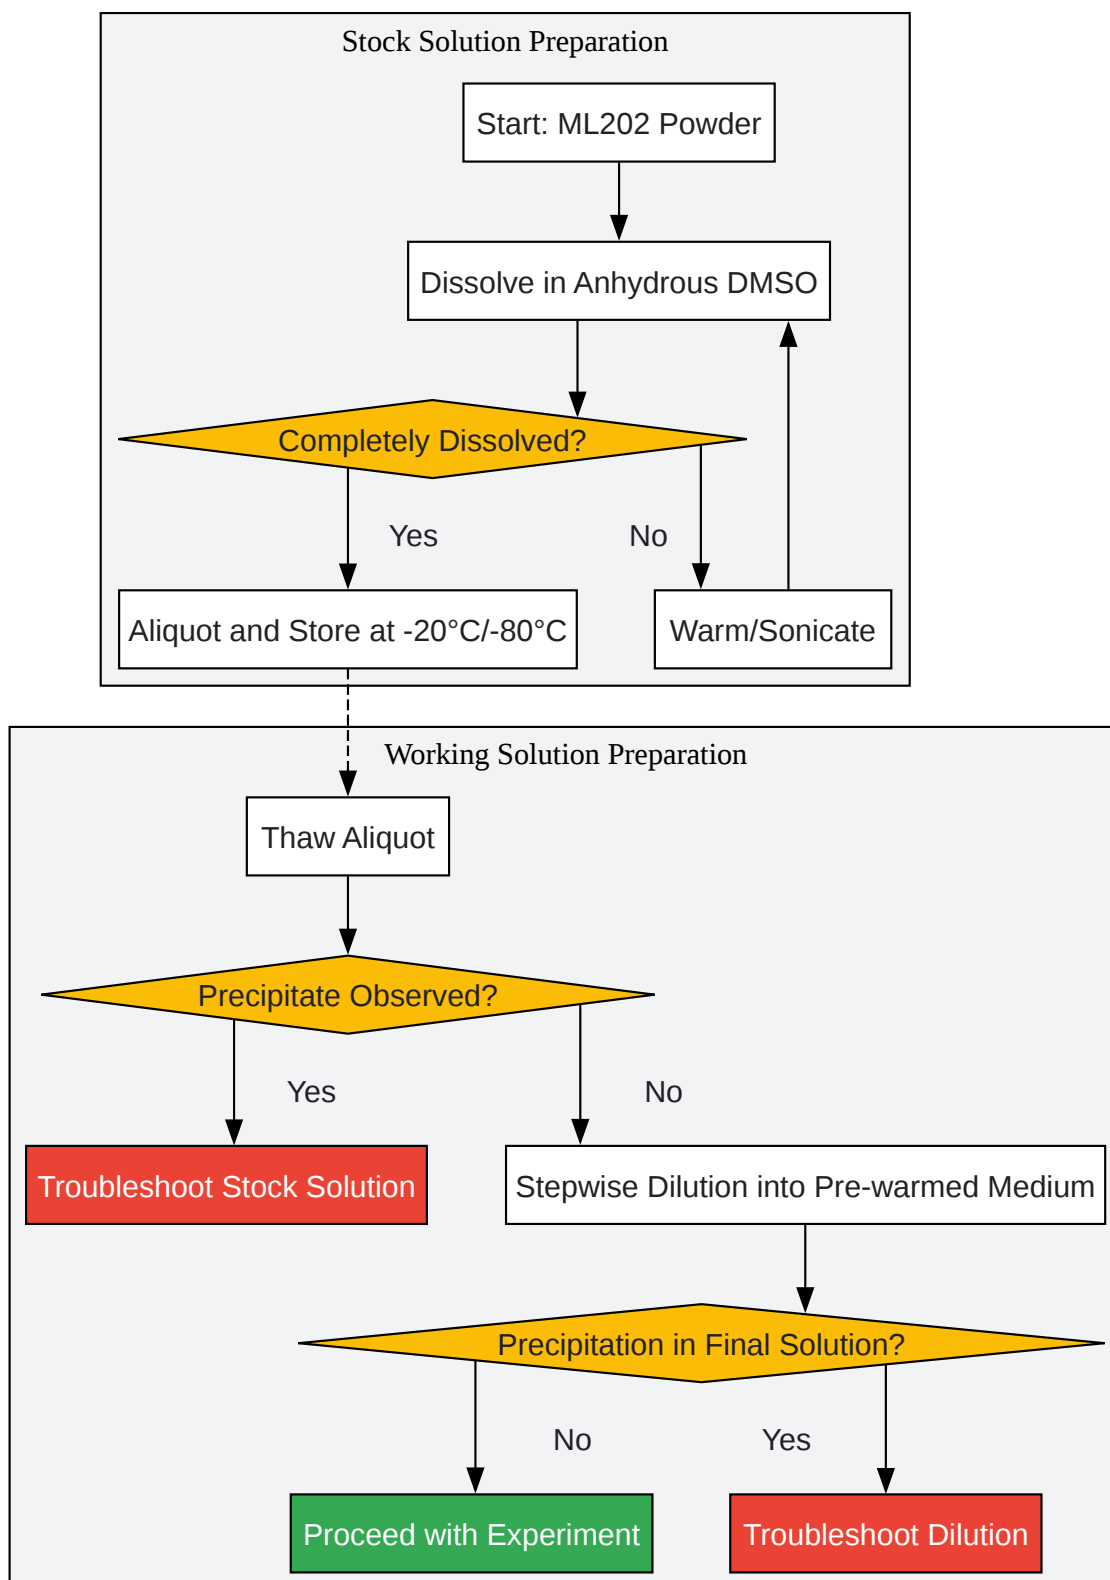 Stock Solution Preparation
Start: ML202 Powder
Dissolve in Anhydrous DMSO
Completely Dissolved?
Yes
No
Aliquot and Store at -20°C/-80°C
Warm/Sonicate
Working Solution Preparation
Thaw Aliquot
Precipitate Observed?
Yes
No
Troubleshoot Stock Solution
Stepwise Dilution into Pre-warmed Medium
Precipitation in Final Solution?
No
Yes
Proceed with Experiment
Troubleshoot Dilution